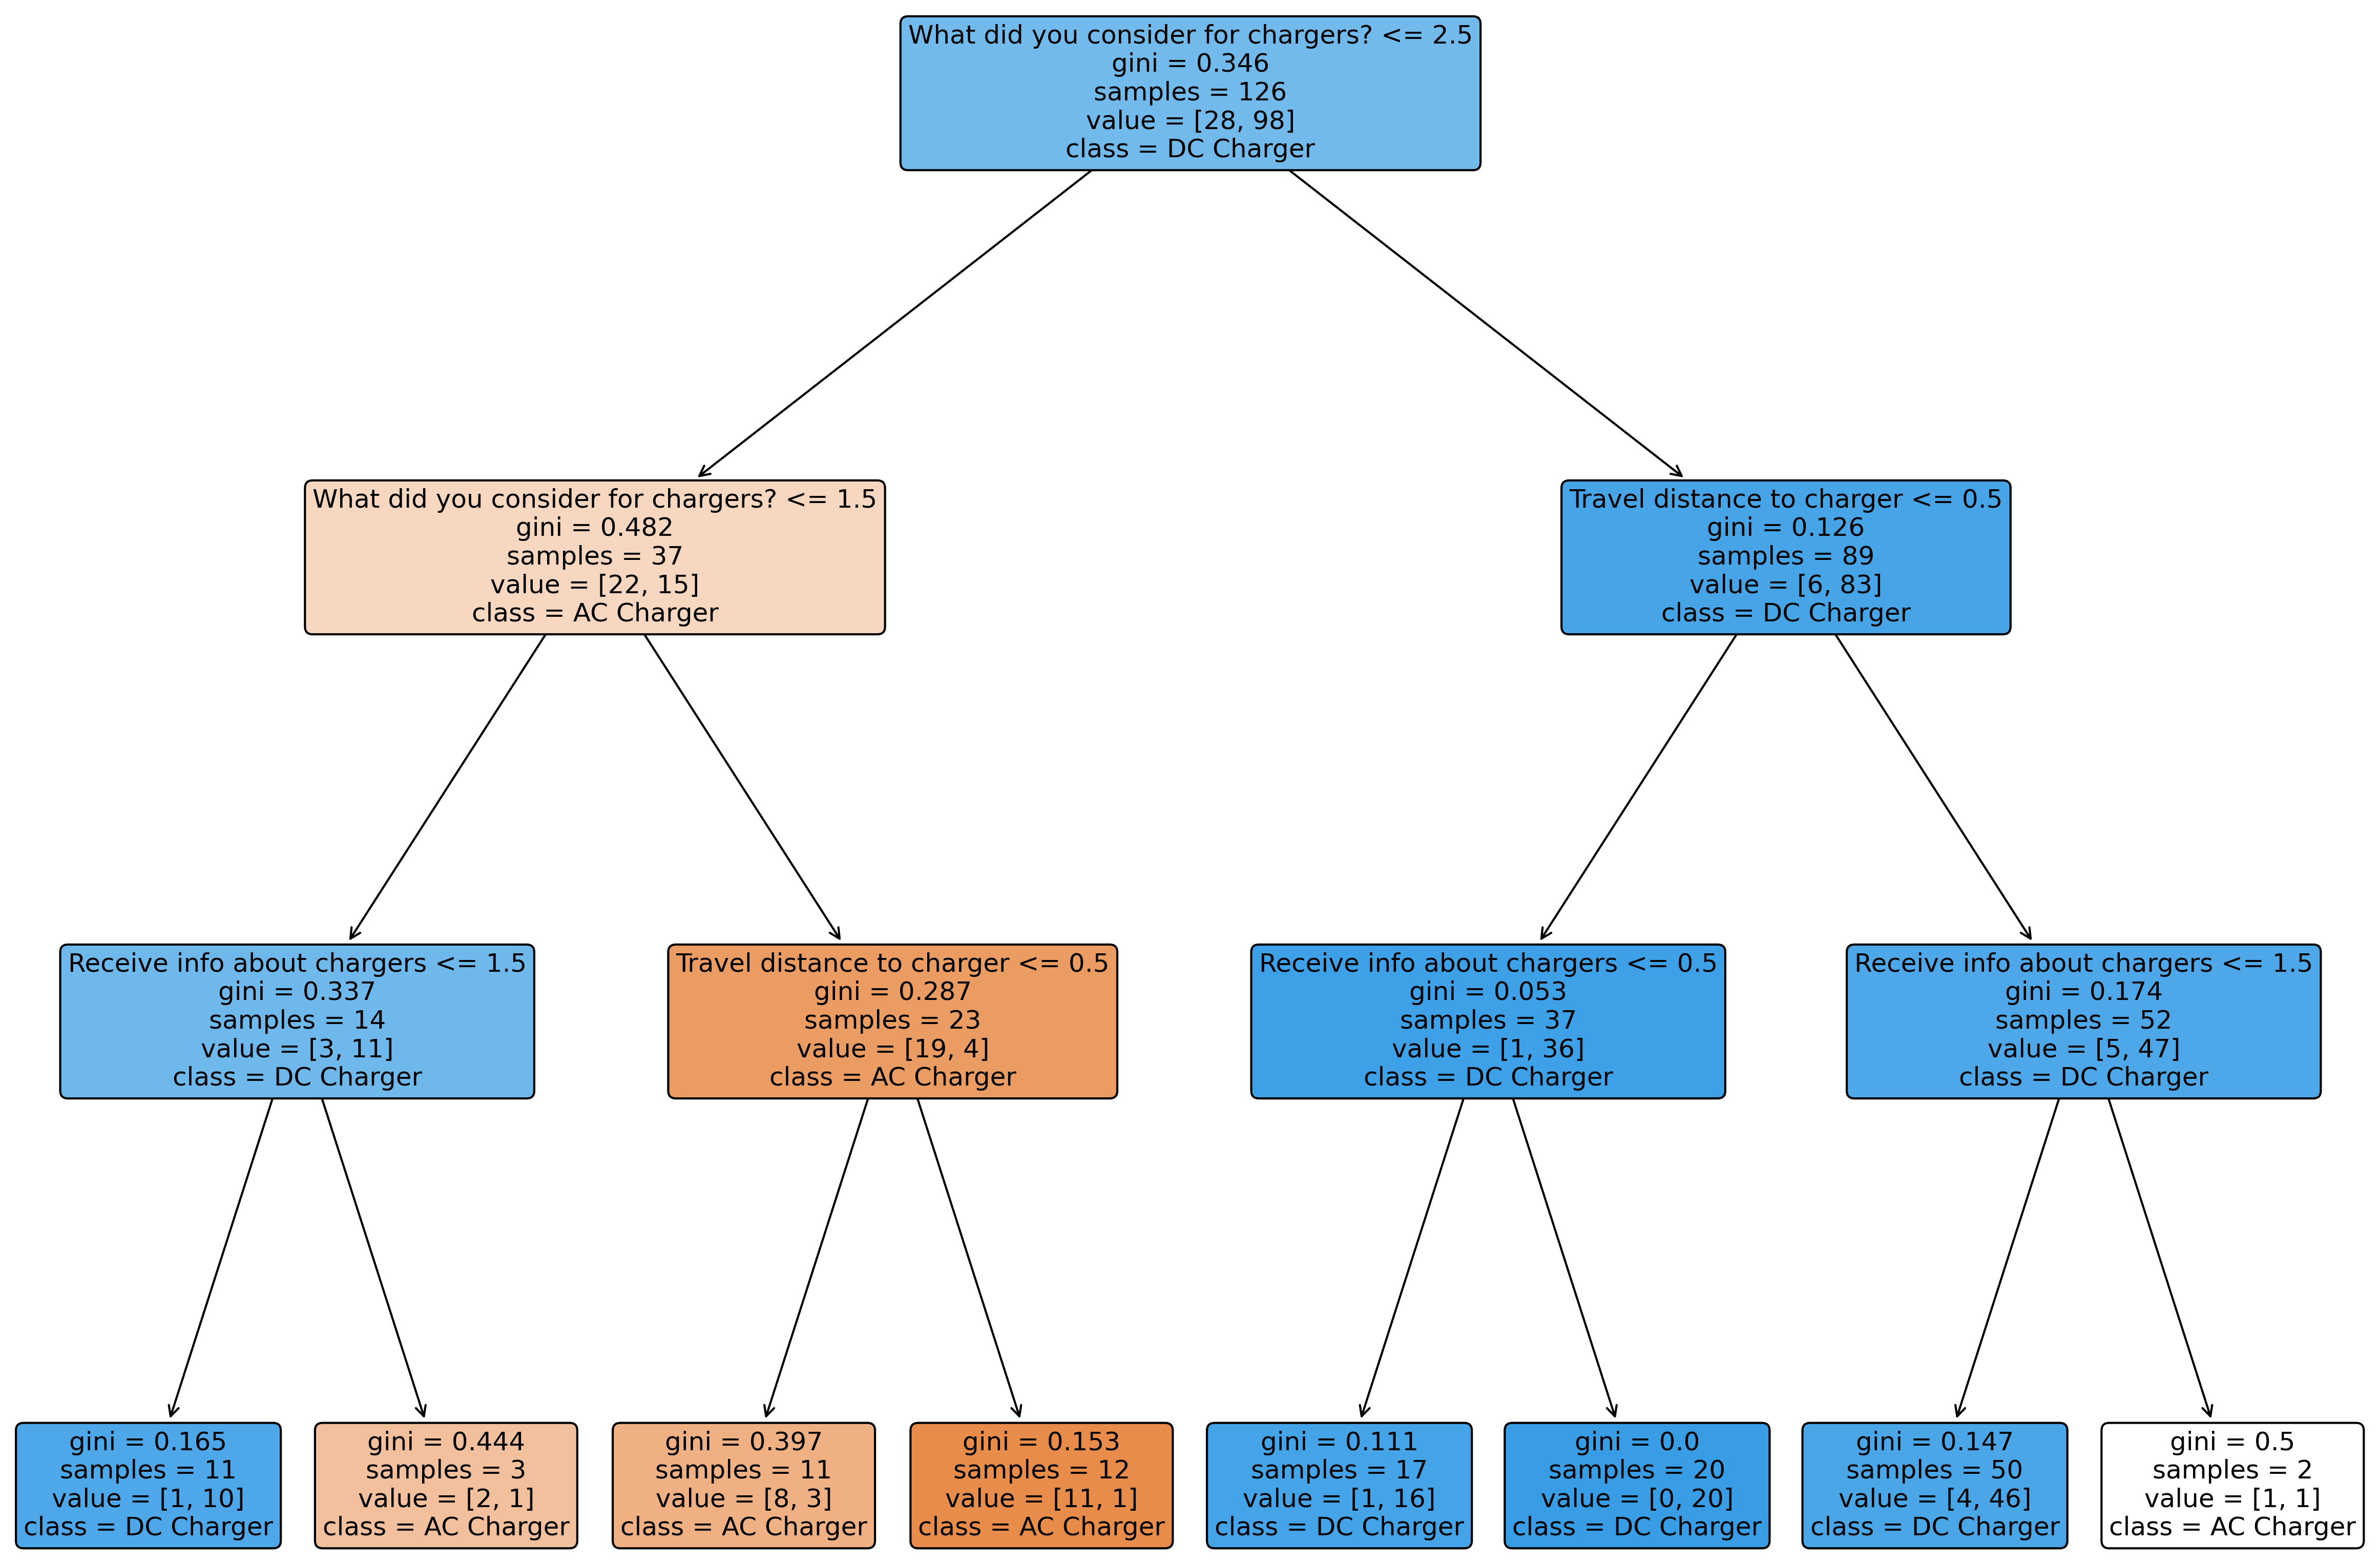 What did you consider for chargers? <= 2.5
gini = 0.346
samples = 126
value = [28, 98]
class = DC Charger
What did you consider for chargers? <= 1.5
gini = 0.482
samples = 37
value = [22, 15]
class = AC Charger
Travel distance to charger <= 0.5
gini = 0.126
samples = 89
value = [6, 83]
class = DC Charger
Receive info about chargers <= 1.5
gini = 0.337
samples = 14
value = [3, 11]
class = DC Charger
Travel distance to charger <= 0.5
gini = 0.287
samples = 23
value = [19, 4]
class = AC Charger
Receive info about chargers <= 0.5
gini = 0.053
samples = 37
value = [1, 36]
class = DC Charger
Receive info about chargers <= 1.5
gini = 0.174
samples = 52
value = [5, 47]
class = DC Charger
gini = 0.165
samples = 11
value = [1, 10]
class = DC Charger
gini = 0.444
samples = 3
value = [2, 1]
class = AC Charger
gini = 0.397
samples = 11
value = [8, 3]
class = AC Charger
gini = 0.153
samples = 12
value = [11, 1]
class = AC Charger
gini = 0.111
samples = 17
value = [1, 16]
class = DC Charger
gini = 0.0
samples = 20
value = [0, 20]
class = DC Charger
gini = 0.147
samples = 50
value = [4, 46]
class = DC Charger
gini = 0.5
samples = 2
value = [1, 1]
class = AC Charger